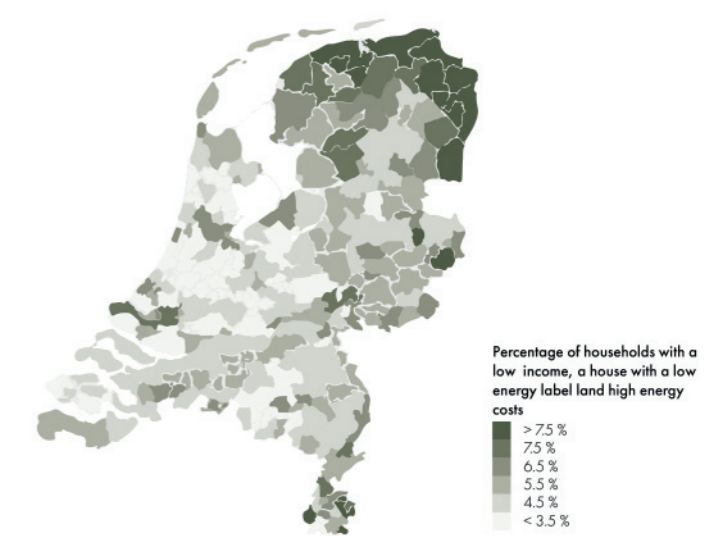 Percentage of households with a
low income, a house with a low
energy label land high energy
costs
> 7.5 %
7.5 %
6.5 %
5.5 %
4.5 %
< 3.5 %